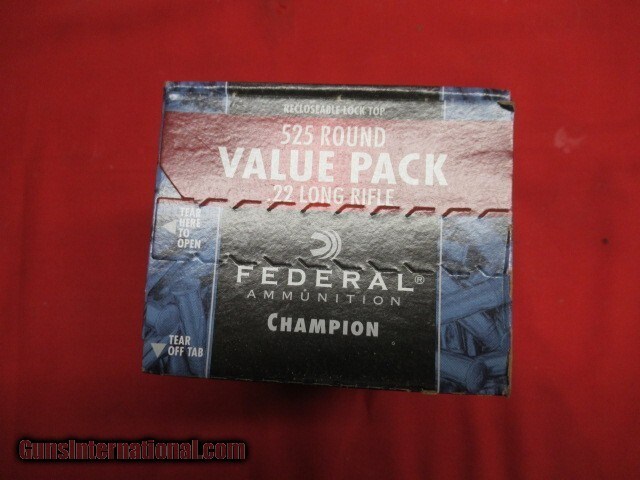 RECLOSEABLE LOCK TOP
525 ROUND
VALUE PACK
.22 LONG RIFLE
TEAR
HERE
TO
OPEN
FEDERAL®
AMMUNITION
CHAMPION
TEAR
OFF TAB
GunsInternational.com